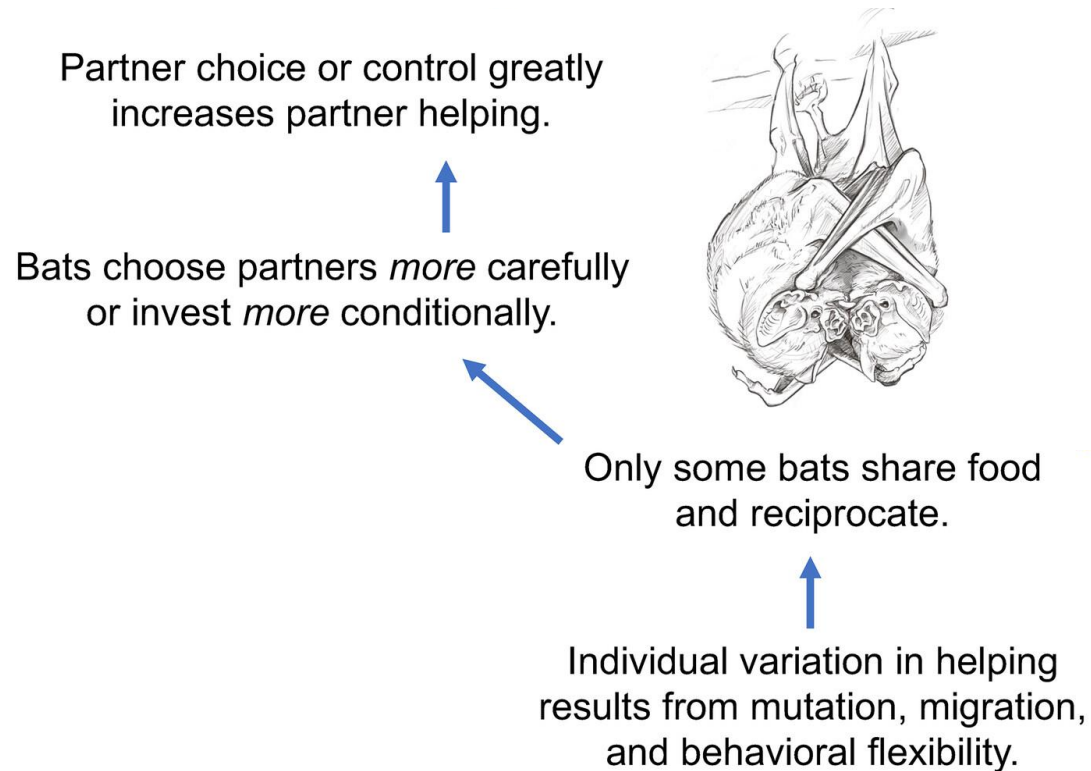 Partner choice or control greatly
increases partner helping.
Bats choose partners more carefully
or invest more conditionally.
Only some bats share food
and reciprocate.
Individual variation in helping
results from mutation, migration,
and behavioral flexibility.